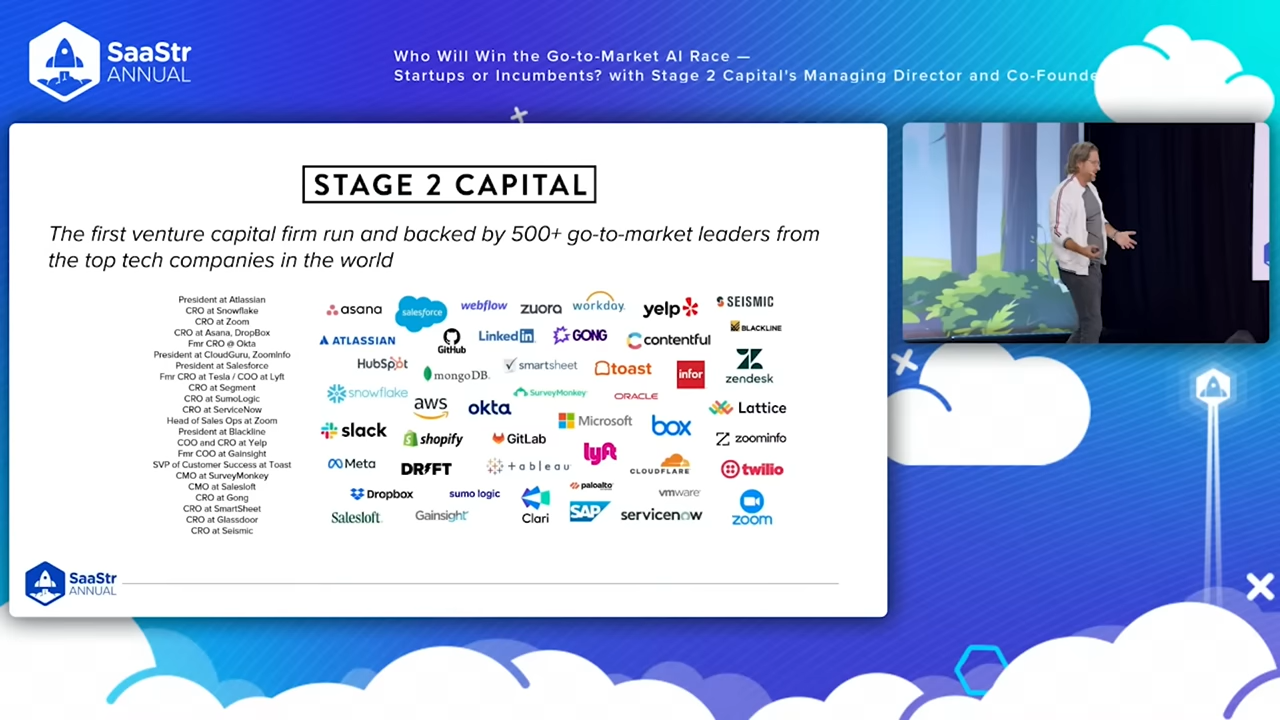 SaaStr
ANNUAL
Who Will Win the Go-to-Market AI Race —
Startups or Incumbents? with Stage 2 Capital's Managing Director and Co-Founde
STAGE 2 CAPITAL
The first venture capital firm run and backed by 500+ go-to-market leaders from
the top tech companies in the world
President at Atlassian
CRO at Snowflake
CRO at Zoom
CRO at Asana, DropBox
Fmr CRO @ Okta
President at CloudGuru, ZoomInfo
President at Salesforce
Fmr CRO at Tesla / COO at Lyft
CRO at Segment
CRO at SumoLogic
CRO at ServiceNow
Head of Sales Ops at Zoom
President at Blackline
COO and CRO at Yelp
Fmr COO at Gainsight
SVP of Customer Success at Toast
CMO at SurveyMonkey
CMO at Salesloft
CRO at Gong
CRO at SmartSheet
CRO at Glassdoor
CRO at Seismic
asana salesforce webflow zuora workday. yelp SEISMIC
ATLASSIAN GitHub LinkedIn GONG contentful BLACKLINE
HubSpot mongoDB. smartsheet toast infor zendesk
snowflake aws okta SurveyMonkey ORACLE Lattice
slack shopify GitLab Microsoft box zoominfo
Meta DRIFT +ableau lyft CLOUDFLARE twilio
Dropbox sumo logic Clari paloalto vmware zoom
Salesloft. Gainsight SAP servicenow
SaaStr
ANNUAL